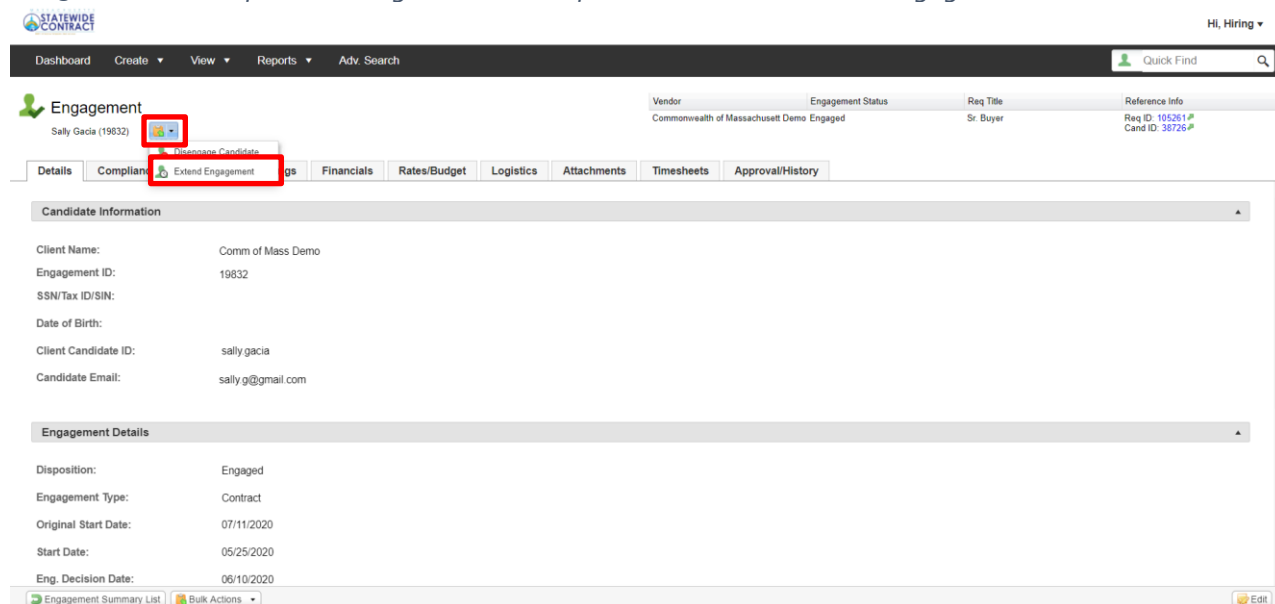 STATEWIDE
CONTRACT
Hi, Hiring
Dashboard Create View Reports Adv. Search Quick Find
Engagement
Sally Gacia (19832)
Vendor Engagement Status Req Title Reference Info
Commonwealth of Massachusett Demo Engaged Sr. Buyer Req ID: 105261
Cand ID: 38726
Disengage Candidate
Extend Engagement
Details Complianc gs Financials Rates/Budget Logistics Attachments Timesheets Approval/History
Candidate Information
Client Name: Comm of Mass Demo
Engagement ID: 19832
SSN/Tax ID/SIN:
Date of Birth:
Client Candidate ID: sally.gacia
Candidate Email: sally.g@gmail.com
Engagement Details
Disposition: Engaged
Engagement Type: Contract
Original Start Date: 07/11/2020
Start Date: 05/25/2020
Eng. Decision Date: 06/10/2020
Engagement Summary List Bulk Actions Edit